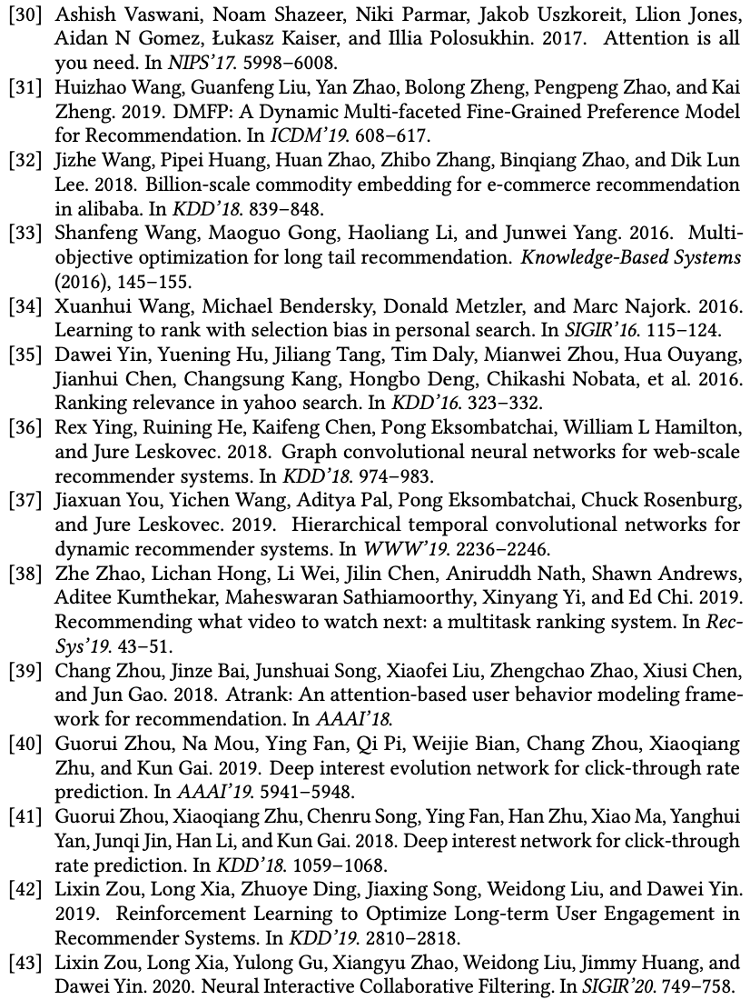 [30] Ashish Vaswani, Noam Shazeer, Niki Parmar, Jakob Uszkoreit, Llion Jones,
Aidan N Gomez, Łukasz Kaiser, and Illia Polosukhin. 2017. Attention is all
you need. In NIPS’17. 5998–6008.
[31] Huizhao Wang, Guanfeng Liu, Yan Zhao, Bolong Zheng, Pengpeng Zhao, and Kai
Zheng. 2019. DMFP: A Dynamic Multi-faceted Fine-Grained Preference Model
for Recommendation. In ICDM’19. 608–617.
[32] Jizhe Wang, Pipei Huang, Huan Zhao, Zhibo Zhang, Binqiang Zhao, and Dik Lun
Lee. 2018. Billion-scale commodity embedding for e-commerce recommendation
in alibaba. In KDD’18. 839–848.
[33] Shanfeng Wang, Maoguo Gong, Haoliang Li, and Junwei Yang. 2016. Multi-
objective optimization for long tail recommendation. Knowledge-Based Systems
(2016), 145–155.
[34] Xuanhui Wang, Michael Bendersky, Donald Metzler, and Marc Najork. 2016.
Learning to rank with selection bias in personal search. In SIGIR’16. 115–124.
[35] Dawei Yin, Yuening Hu, Jiliang Tang, Tim Daly, Mianwei Zhou, Hua Ouyang,
Jianhui Chen, Changsung Kang, Hongbo Deng, Chikashi Nobata, et al. 2016.
Ranking relevance in yahoo search. In KDD’16. 323–332.
[36] Rex Ying, Ruining He, Kaifeng Chen, Pong Eksombatchai, William L Hamilton,
and Jure Leskovec. 2018. Graph convolutional neural networks for web-scale
recommender systems. In KDD’18. 974–983.
[37] Jiaxuan You, Yichen Wang, Aditya Pal, Pong Eksombatchai, Chuck Rosenburg,
and Jure Leskovec. 2019. Hierarchical temporal convolutional networks for
dynamic recommender systems. In WWW’19. 2236–2246.
[38] Zhe Zhao, Lichan Hong, Li Wei, Jilin Chen, Aniruddh Nath, Shawn Andrews,
Aditee Kumthekar, Maheswaran Sathiamoorthy, Xinyang Yi, and Ed Chi. 2019.
Recommending what video to watch next: a multitask ranking system. In Rec-
Sys’19. 43–51.
[39] Chang Zhou, Jinze Bai, Junshuai Song, Xiaofei Liu, Zhengchao Zhao, Xiusi Chen,
and Jun Gao. 2018. Atrank: An attention-based user behavior modeling frame-
work for recommendation. In AAAI’18.
[40] Guorui Zhou, Na Mou, Ying Fan, Qi Pi, Weijie Bian, Chang Zhou, Xiaoqiang
Zhu, and Kun Gai. 2019. Deep interest evolution network for click-through rate
prediction. In AAAI’19. 5941–5948.
[41] Guorui Zhou, Xiaoqiang Zhu, Chenru Song, Ying Fan, Han Zhu, Xiao Ma, Yanghui
Yan, Junqi Jin, Han Li, and Kun Gai. 2018. Deep interest network for click-through
rate prediction. In KDD’18. 1059–1068.
[42] Lixin Zou, Long Xia, Zhuoye Ding, Jiaxing Song, Weidong Liu, and Dawei Yin.
2019. Reinforcement Learning to Optimize Long-term User Engagement in
Recommender Systems. In KDD’19. 2810–2818.
[43] Lixin Zou, Long Xia, Yulong Gu, Xiangyu Zhao, Weidong Liu, Jimmy Huang, and
Dawei Yin. 2020. Neural Interactive Collaborative Filtering. In SIGIR’20. 749–758.